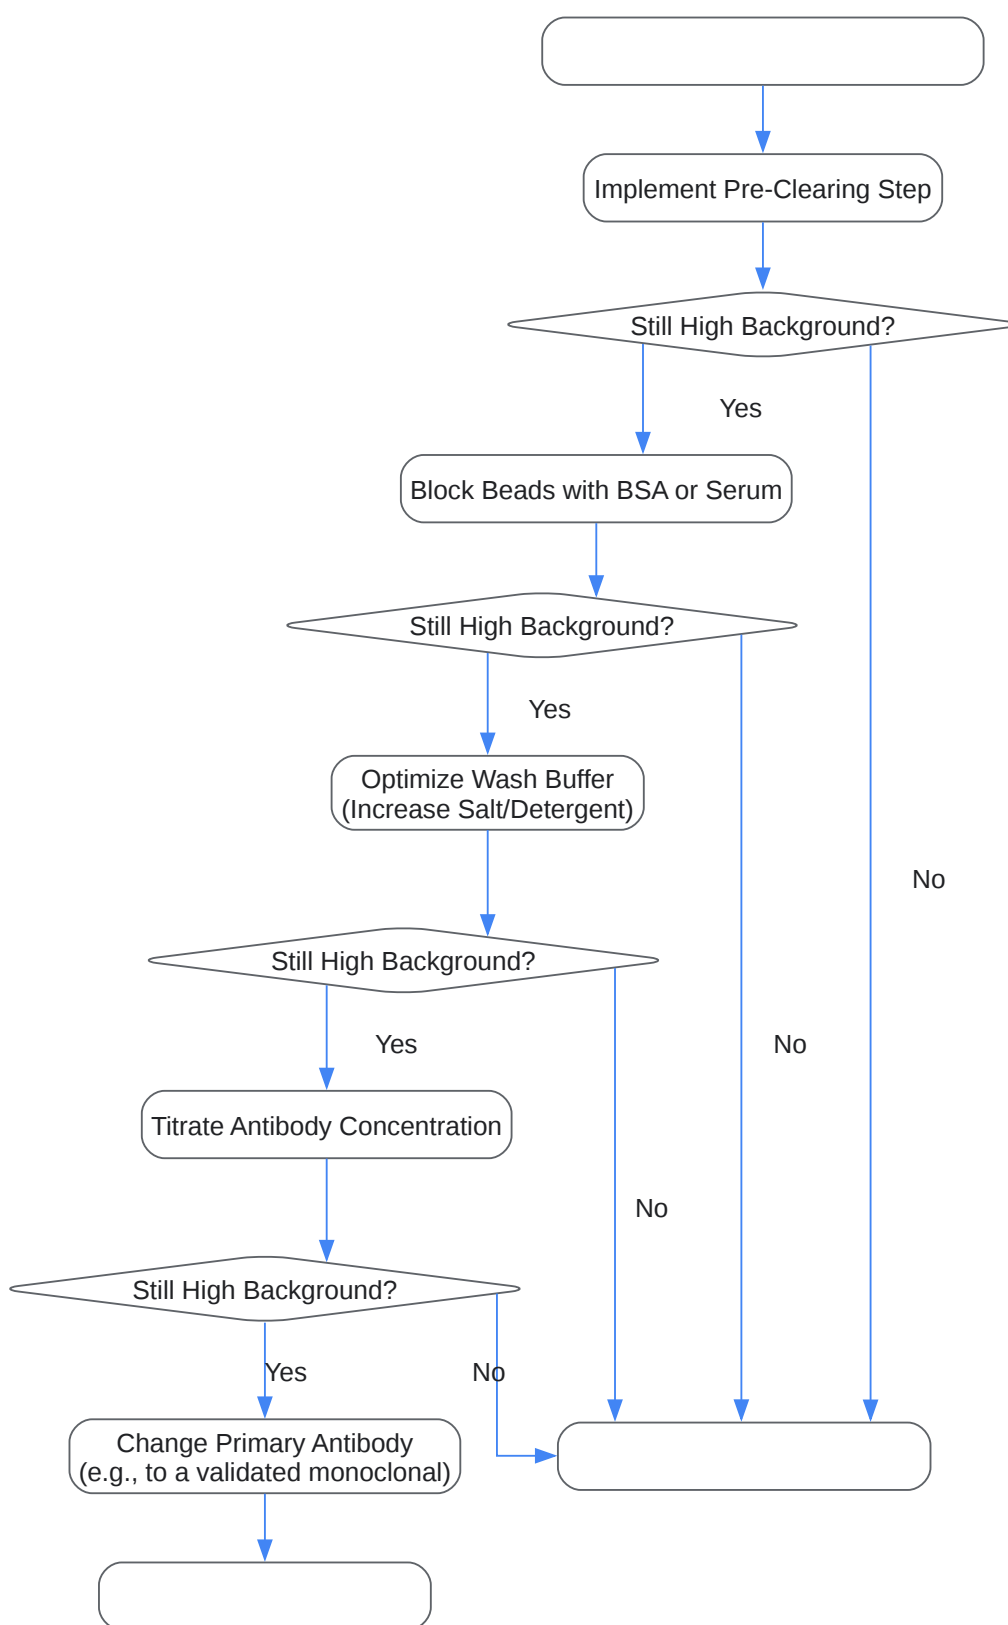 Implement Pre-Clearing Step
Still High Background?
Yes
Block Beads with BSA or Serum
Still High Background?
Yes
Optimize Wash Buffer
(Increase Salt/Detergent)
No
Still High Background?
Yes
No
Titrate Antibody Concentration
No
Still High Background?
Yes
No
Change Primary Antibody
(e.g., to a validated monoclonal)